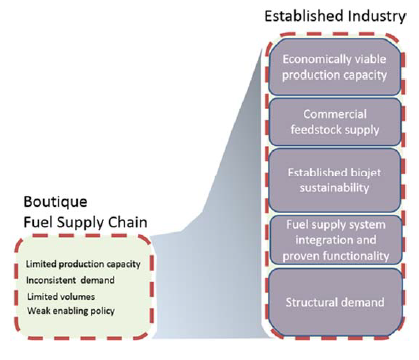 Established Industry
Economically viable
production capacity
Commercial
feedstock supply
Established biojet
sustainability
Fuel supply system
integration and
proven functionality
Structural demand
Boutique
Fuel Supply Chain
Limited production capacity
Inconsistent demand
Limited volumes
Weak enabling policy